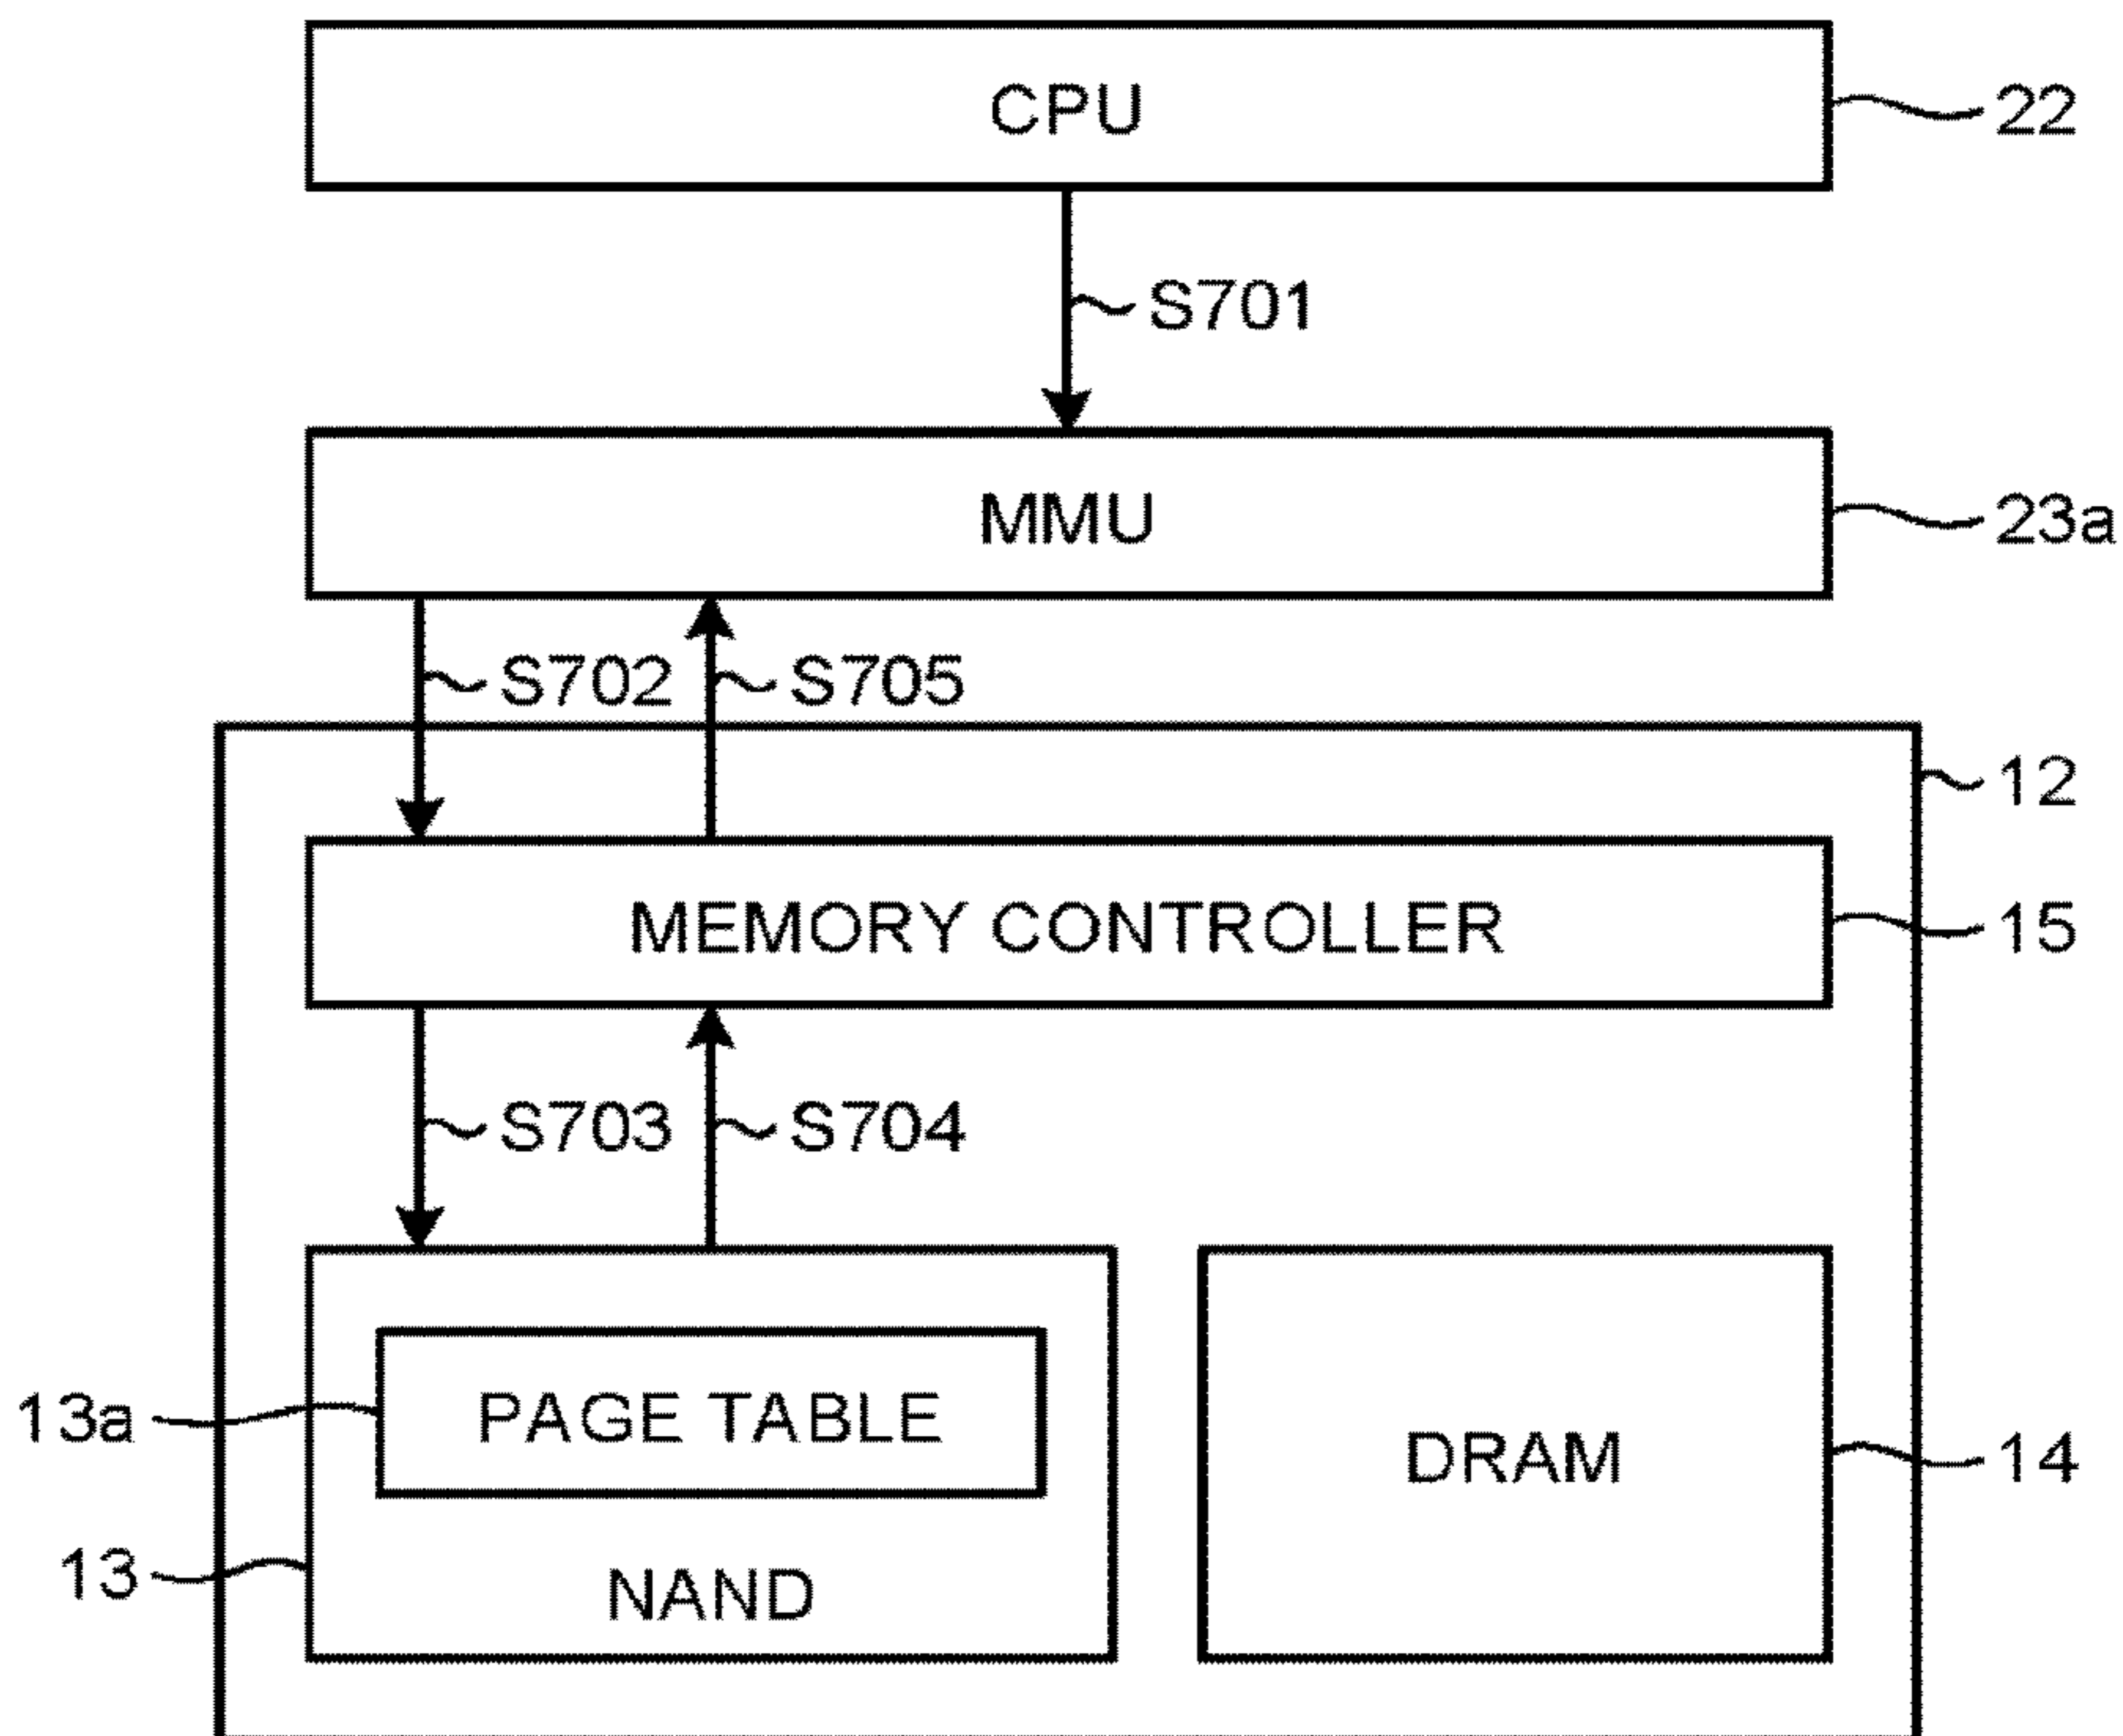 CPU 22
S701
MMU 23a
S702 S705
12
MEMORY CONTROLLER 15
S703 S704
13a PAGE TABLE
DRAM 14
13 NAND